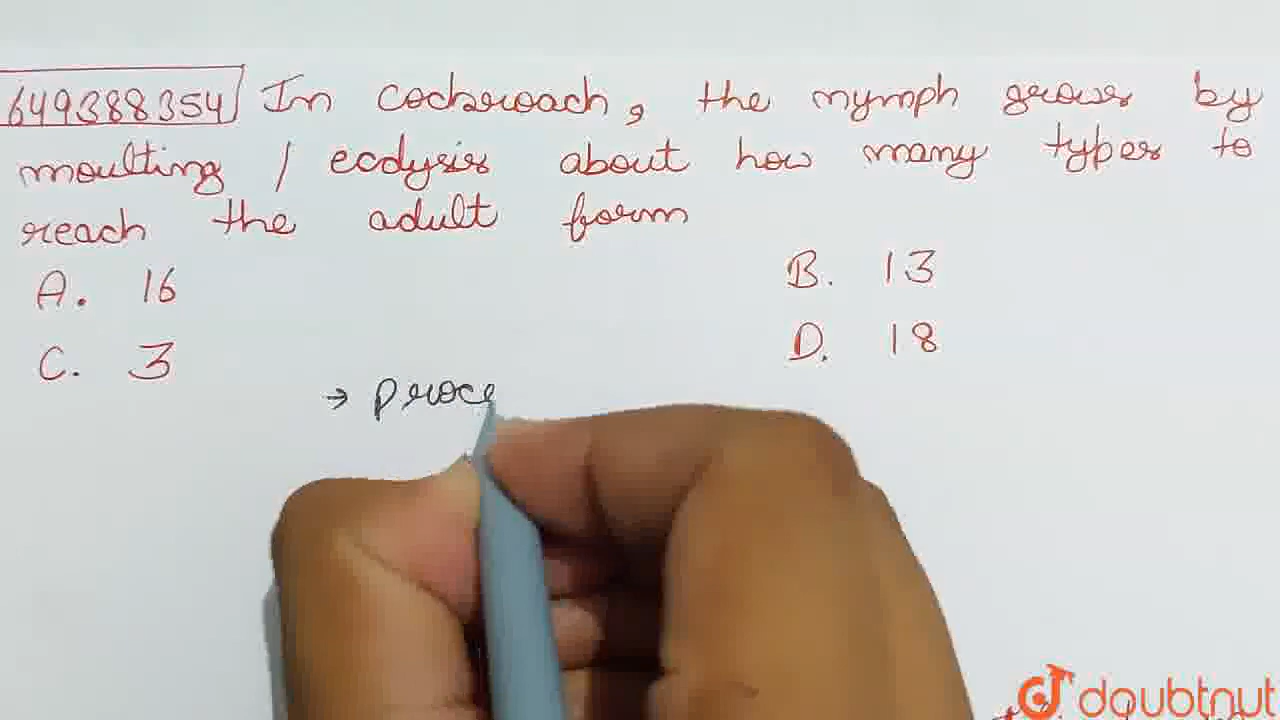 649388354 In cockroach, the nymph grows by
moulting / ecdysis about how many types to
reach the adult form
A. 16
B. 13
C. 3
D. 18
→ Proce
doubtnut